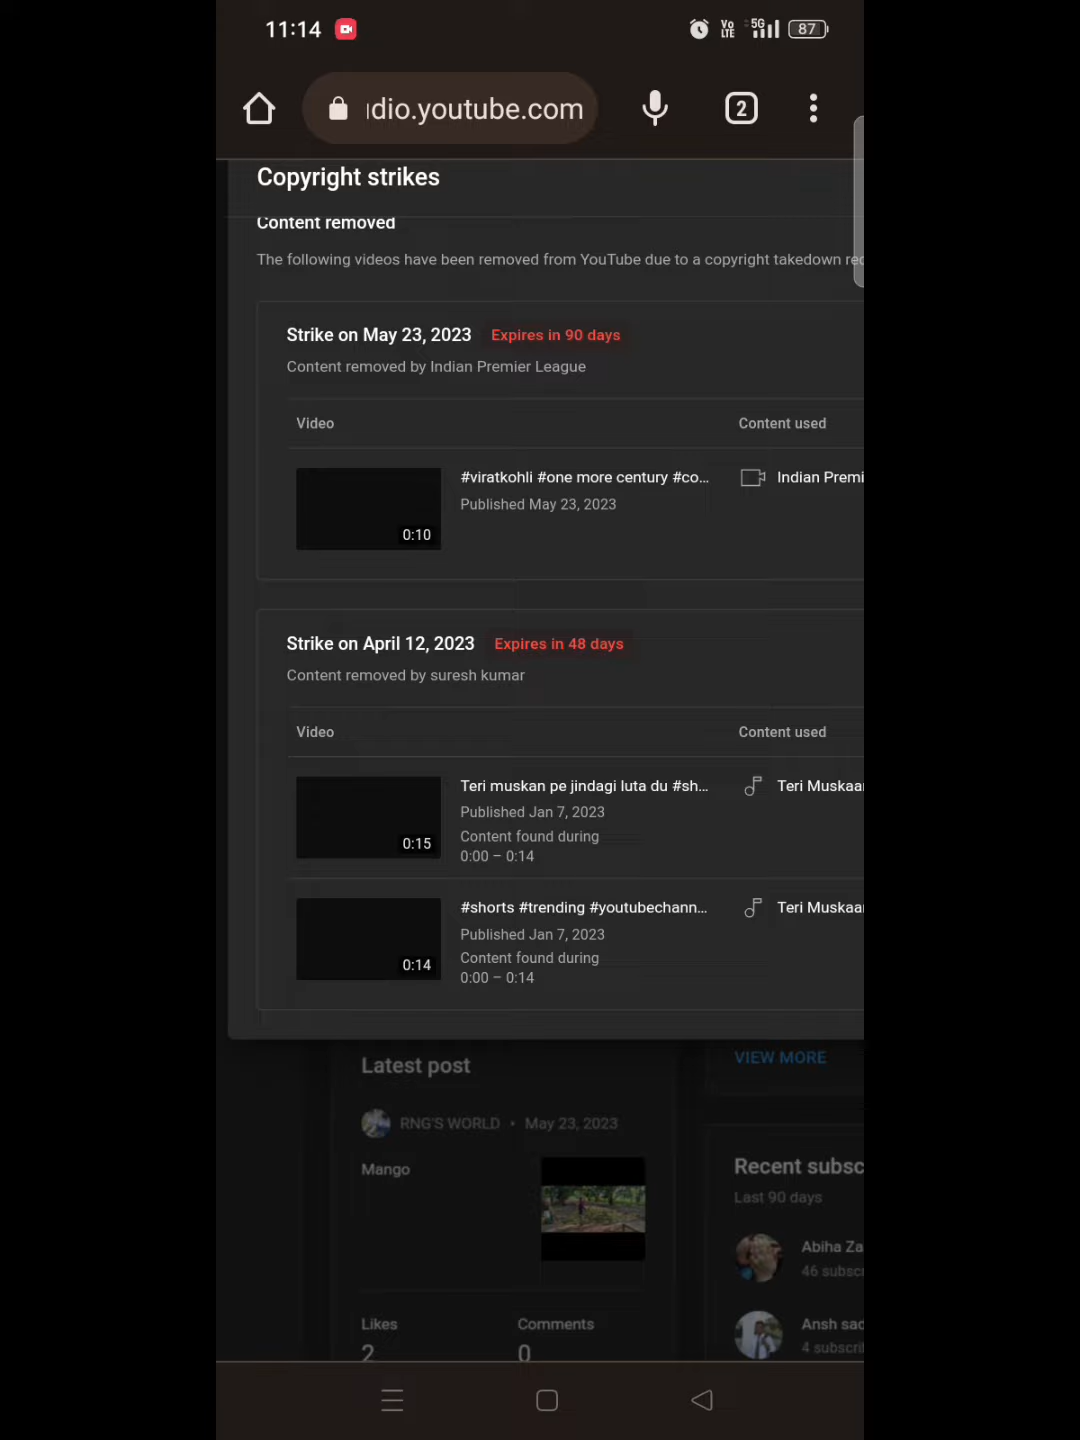 11:14
Vo LTE 5G 87
dio.youtube.com
2
Copyright strikes
Content removed
The following videos have been removed from YouTube due to a copyright takedown
Strike on May 23, 2023 Expires in 90 days
Content removed by Indian Premier League
Video Content used
#viratkohli #one more century #co... Indian Premi
Published May 23, 2023
0:10
Strike on April 12, 2023 Expires in 48 days
Content removed by suresh kumar
Video Content used
Teri muskan pe jindagi luta du #sh... Teri Muskaa
Published Jan 7, 2023
Content found during
0:15
0:00 – 0:14
#shorts #trending #youtubechann... Teri Muskaa
Published Jan 7, 2023
Content found during
0:14
0:00 – 0:14
Latest post
VIEW MORE
RNG'S WORLD • May 23, 2023
Mango
Recent subsc
Last 90 days
Abiha Za
46 subsc
Ansh sad
4 subscri
Likes Comments
2 0